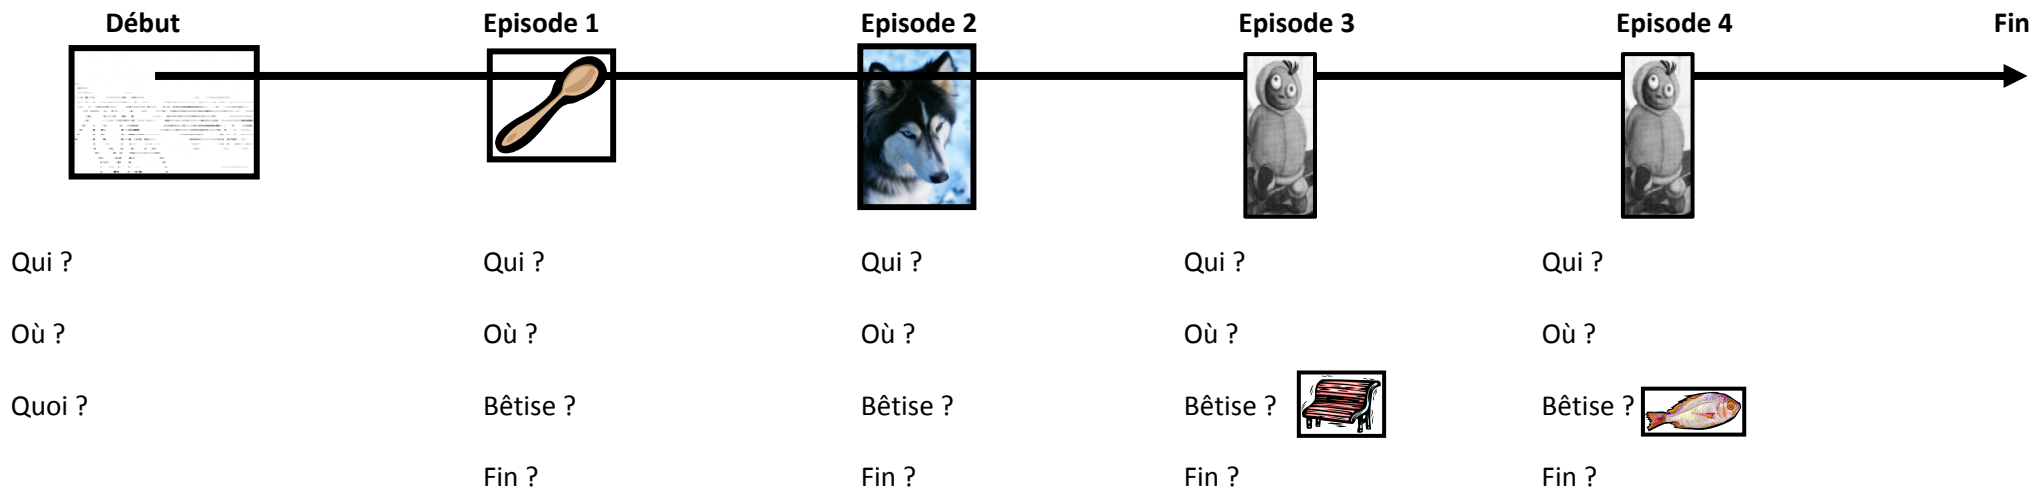 Début Episode 1 Episode 2 Episode 3 Episode 4 Fin
Qui ? Qui ? Qui ? Qui ? Qui ?
Où ? Où ? Où ? Où ? Où ?
Quoi ? Bêtise ? Bêtise ? Bêtise ? Bêtise ?
Fin ? Fin ? Fin ? Fin ?